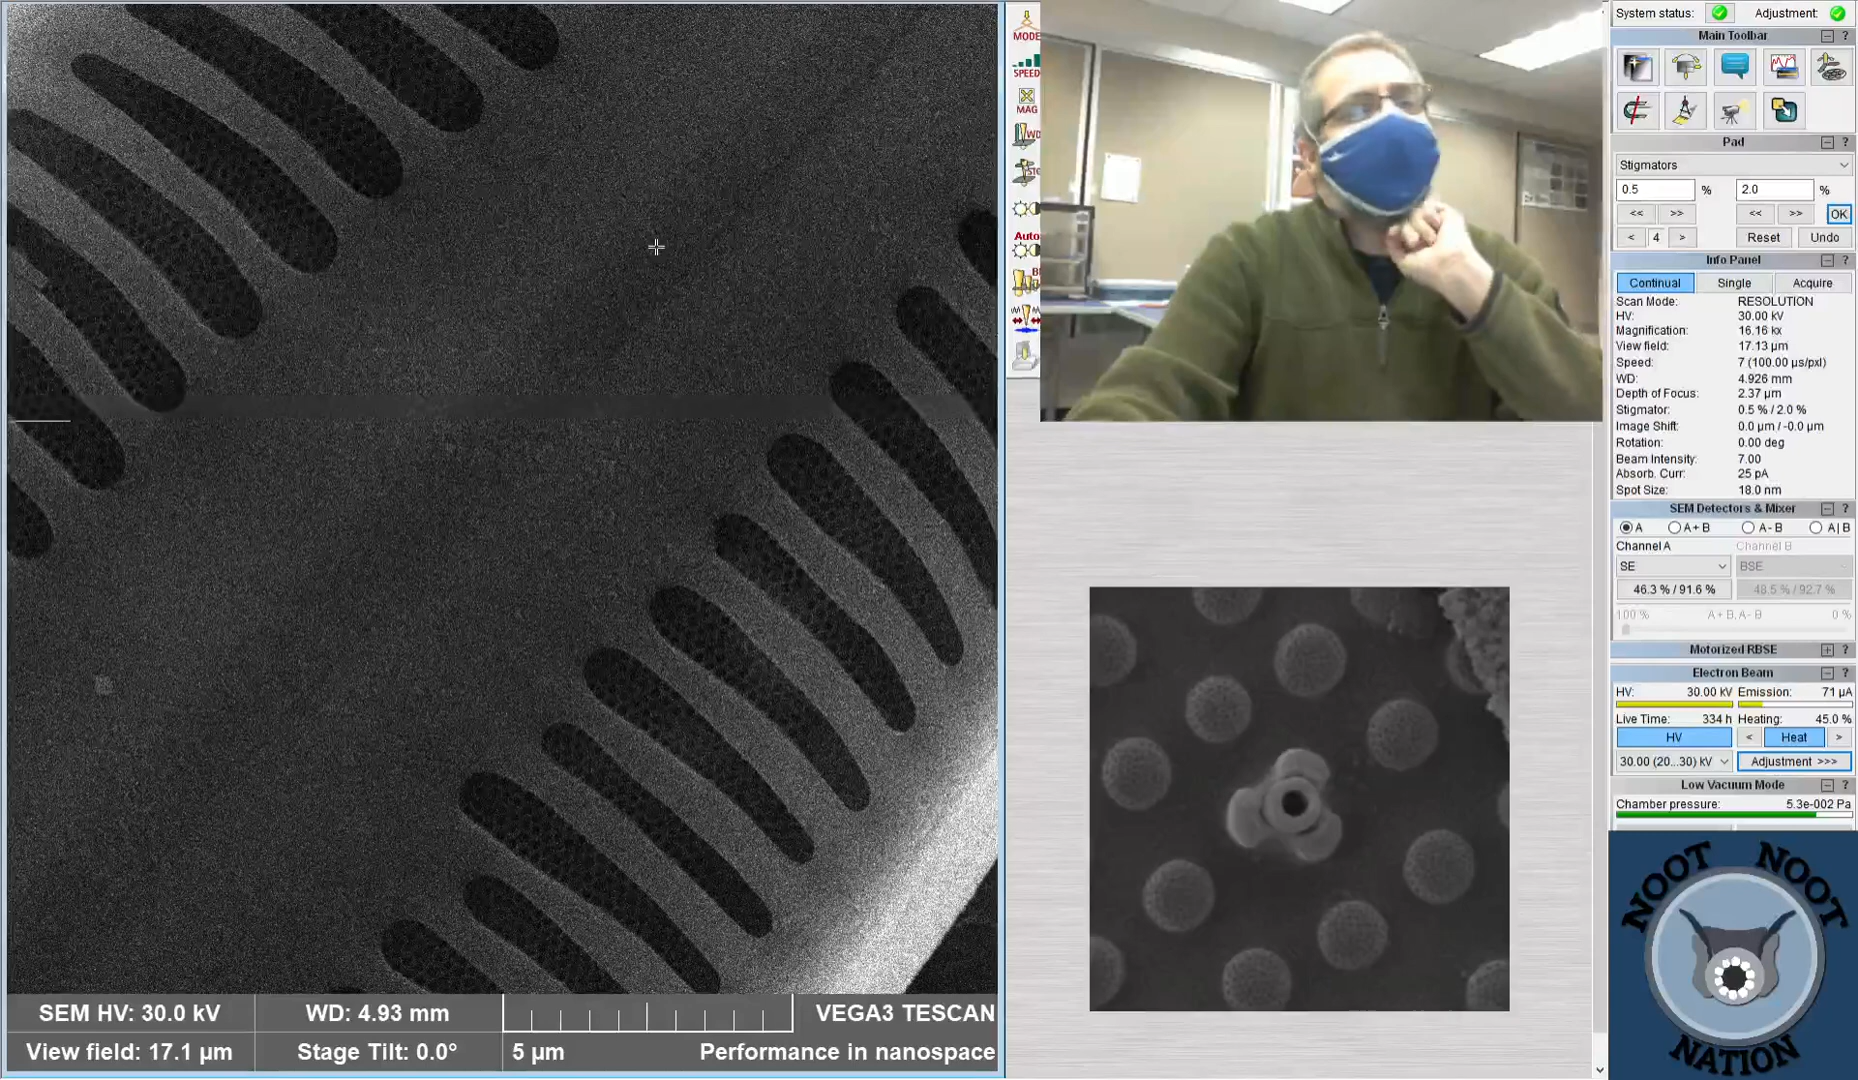 MODE
SPEED
MAG
WD
Auto
System status:
Adjustment:
Main Toolbar
Pad
?
Stigmators
0.5 % 2.0 %
<< >> << >> OK
< 4 > Reset Undo
Info Panel
?
Continual Single Acquire
Scan Mode: RESOLUTION
HV: 30.00 kV
Magnification: 16.16 kx
View field: 17.13 µm
Speed: 7 (100.00 µs/pxl)
WD: 4.926 mm
Depth of Focus: 2.37 µm
Stigmator: 0.5 % / 2.0 %
Image Shift: 0.0 µm / -0.0 µm
Rotation: 0.00 deg
Beam Intensity: 7.00
Absorb. Curr: 25 pA
Spot Size: 18.0 nm
SEM Detectors & Mixer
?
A A + B A - B A | B
Channel A Channel B
SE BSE
46.3 % / 91.6 % 48.5 % / 92.7 %
100 % A + B, A - B 0 %
Motorized RBSE
?
Electron Beam
?
HV: 30.00 kV Emission: 71 µA
Live Time: 334 h Heating: 45.0 %
HV < Heat >
30.00 (20...30) kV Adjustment >>>
Low Vacuum Mode
?
Chamber pressure: 5.3e-002 Pa
NOOT NOOT
NATION
SEM HV: 30.0 kV WD: 4.93 mm VEGA3 TESCAN
View field: 17.1 µm Stage Tilt: 0.0° 5 µm Performance in nanospace